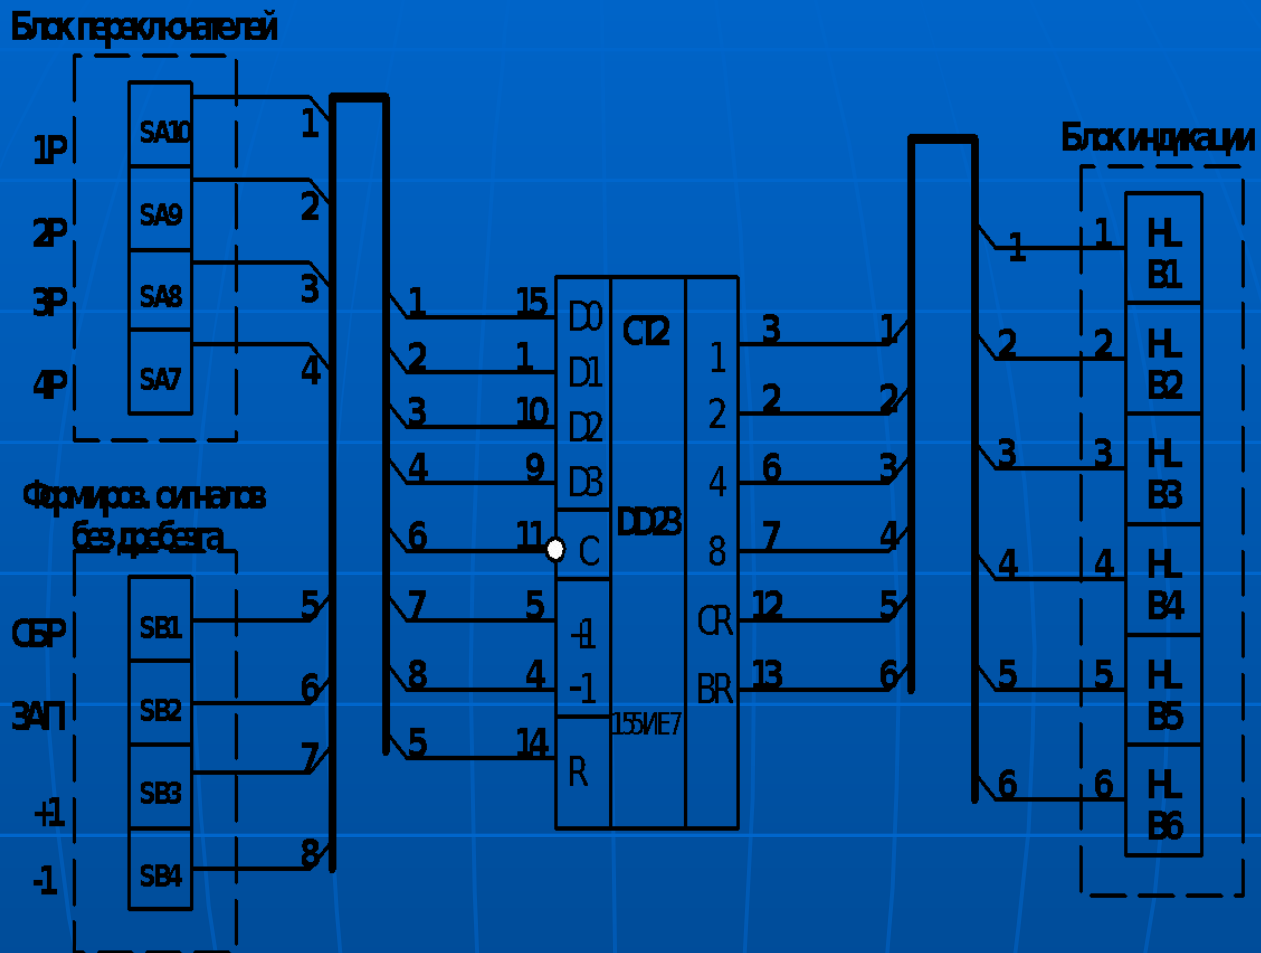 Блок переключателей
1Р
2Р
3Р
4Р
SA10
SA9
SA8
SA7
1
2
3
4
Формиров. сигналов
без дребезга
СБР
ЗАП
+1
-1
SB1
SB2
SB3
SB4
5
6
7
8
1 15 D0
2 1 D1
3 10 D2
4 9 D3
6 11 C
7 5 +1
8 4 -1
5 14 R
CT2
DD23
155ИЕ7
1 3 1
2 2 2
4 6 3
8 7 4
CR 12 5
BR 13 6
Блок индикации
1 1 HL
B1
2 2 HL
B2
3 3 HL
B3
4 4 HL
B4
5 5 HL
B5
6 6 HL
B6